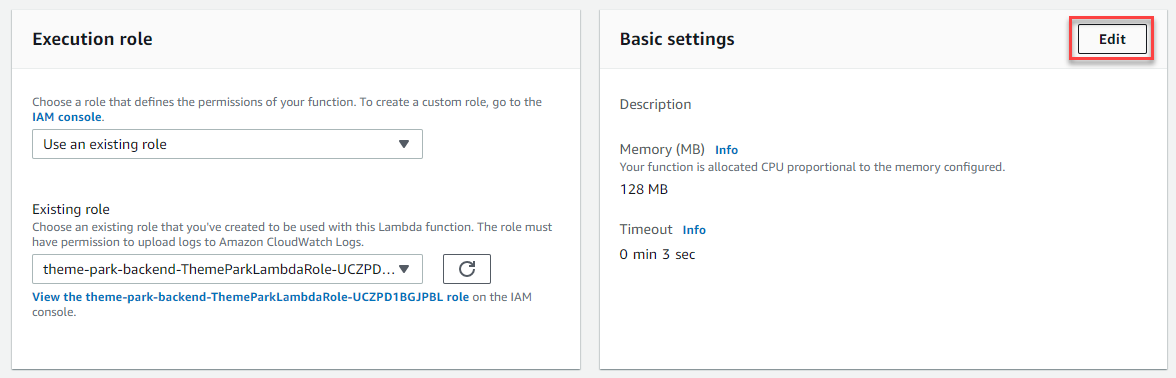 Execution role
Choose a role that defines the permissions of your function. To create a custom role, go to the
IAM console.
Use an existing role
Existing role
Choose an existing role that you've created to be used with this Lambda function. The role must
have permission to upload logs to Amazon CloudWatch Logs.
theme-park-backend-ThemeParkLambdaRole-UCZPD...
View the theme-park-backend-ThemeParkLambdaRole-UCZPD1BGJPBL role on the IAM
console.
Basic settings
Edit
Description
Memory (MB) Info
Your function is allocated CPU proportional to the memory configured.
128 MB
Timeout Info
0 min 3 sec